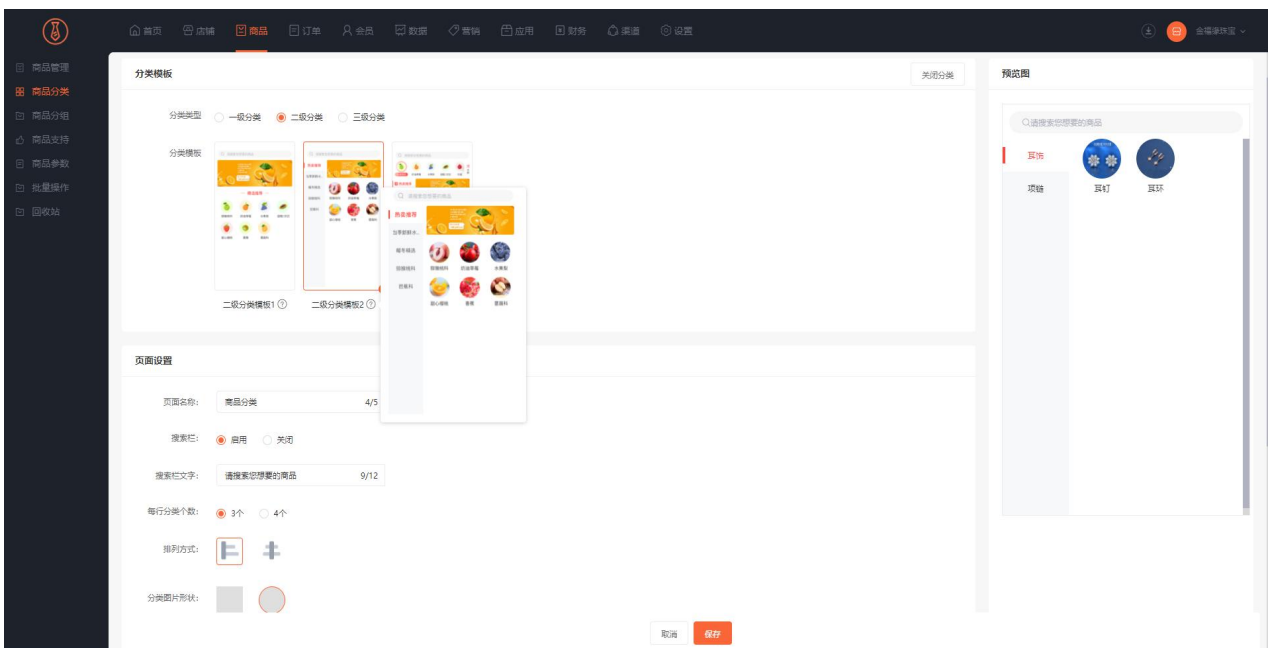 首页 店铺 商品 订单 会员 数据 营销 应用 财务 渠道 设置
商品管理
商品分类
商品分组
商品支持
商品参数
批量操作
回收站
分类模板 关闭分类
分类类型 一级分类 二级分类 三级分类
分类模板
二级分类模板1 二级分类模板2
热卖推荐
页面设置
页面名称: 商品分类 4/5
搜索栏: 启用 关闭
搜索栏文字: 请搜索您想要的商品 9/12
每行分类个数: 3个 4个
排列方式:
分类图片形状:
取消 保存
预览图
请搜索您想要的商品
耳饰
项链
耳钉 耳环